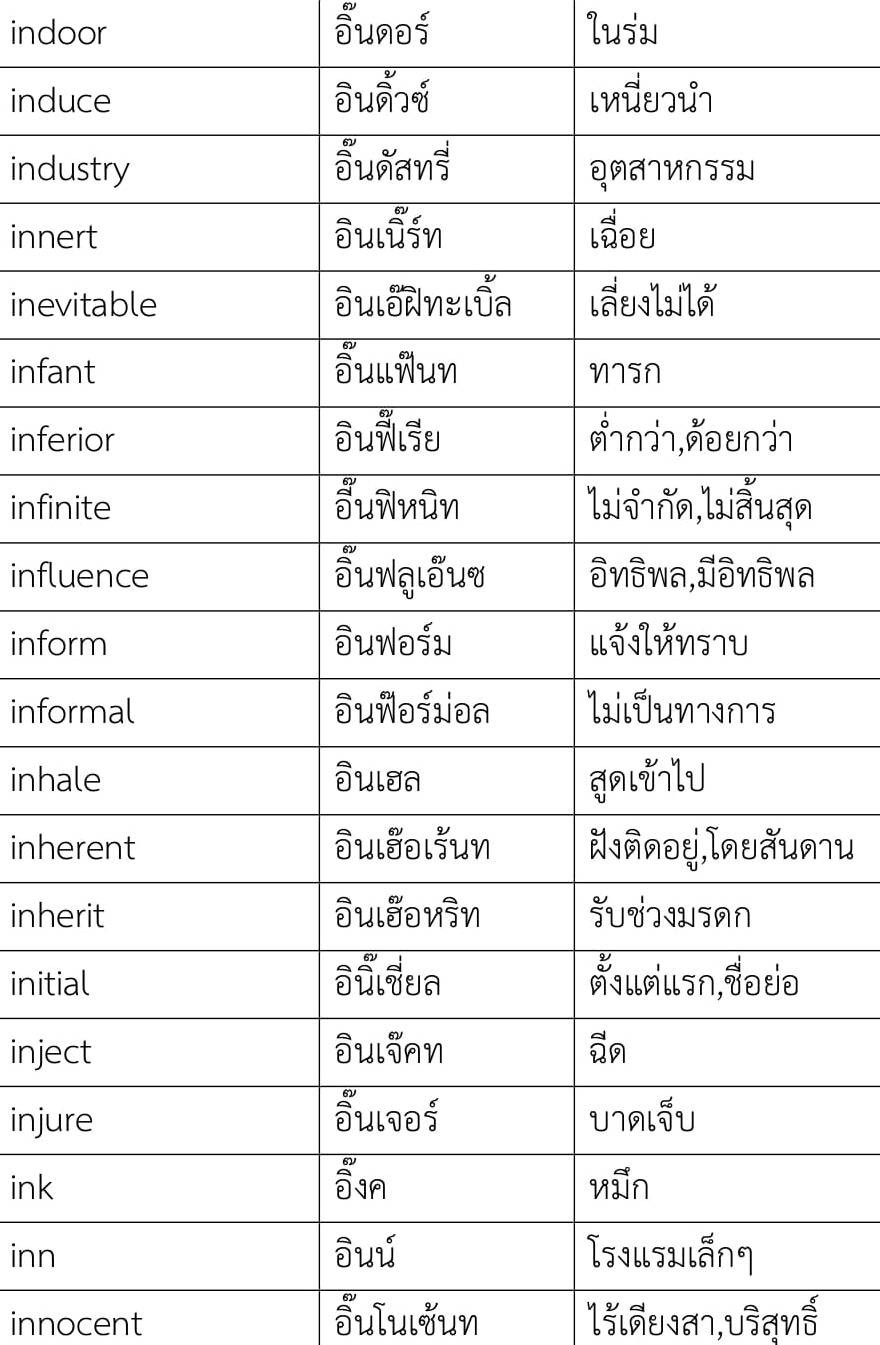 indoor อิ๊นดอร์ ในร่ม
induce อินดิ้วซ์ เหนี่ยวนำ
industry อิ๊นดัสทรี่ อุตสาหกรรม
innert อินเนิ๊ร์ท เฉื่อย
inevitable อินเอ๊ฝิทะเบิ้ล เลี่ยงไม่ได้
infant อิ๊นแฟ๊นท ทารก
inferior อินฟี๊เรีย ต่ำกว่า,ด้อยกว่า
infinite อี๊นฟิหนิท ไม่จำกัด,ไม่สิ้นสุด
influence อิ๊นฟลูเอ๊นซ อิทธิพล,มีอิทธิพล
inform อินฟอร์ม แจ้งให้ทราบ
informal อินฟ๊อร์ม่อล ไม่เป็นทางการ
inhale อินเฮล สูดเข้าไป
inherent อินเฮ๊อเร้นท ฝังติดอยู่,โดยสันดาน
inherit อินเฮ๊อหริท รับช่วงมรดก
initial อินิ๊เชี่ยล ตั้งแต่แรก,ชื่อย่อ
inject อินเจ๊คท ฉีด
injure อิ๊นเจอร์ บาดเจ็บ
ink อิ๊งค หมึก
inn อินน์ โรงแรมเล็กๆ
innocent อิ๊นโนเซ้นท ไร้เดียงสา,บริสุทธิ์